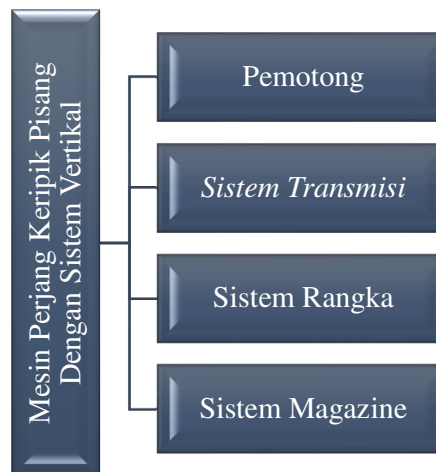 Mesin Perjang Keripik Pisang
Dengan Sistem Vertikal
Pemotong
Sistem Transmisi
Sistem Rangka
Sistem Magazine